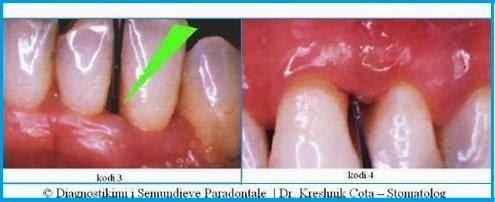 kodi 3
kodi 4
© Diagnostikimi i Semundjeve Paradontale | Dr. Kreshnik Cota – Stomatolog